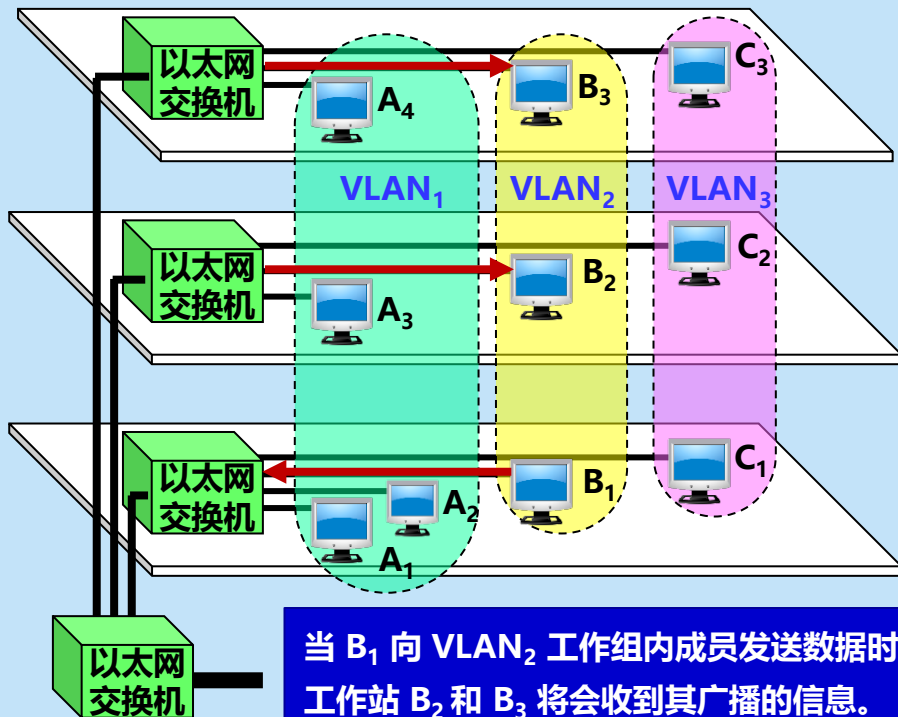 以太网
交换机
C₃
B₃
A₄
VLAN₁
VLAN₂
VLAN₃
以太网
交换机
C₂
B₂
A₃
以太网
交换机
C₁
B₁
A₂
A₁
以太网
交换机
当 B₁ 向 VLAN₂ 工作组内成员发送数据时
工作站 B₂ 和 B₃ 将会收到其广播的信息。